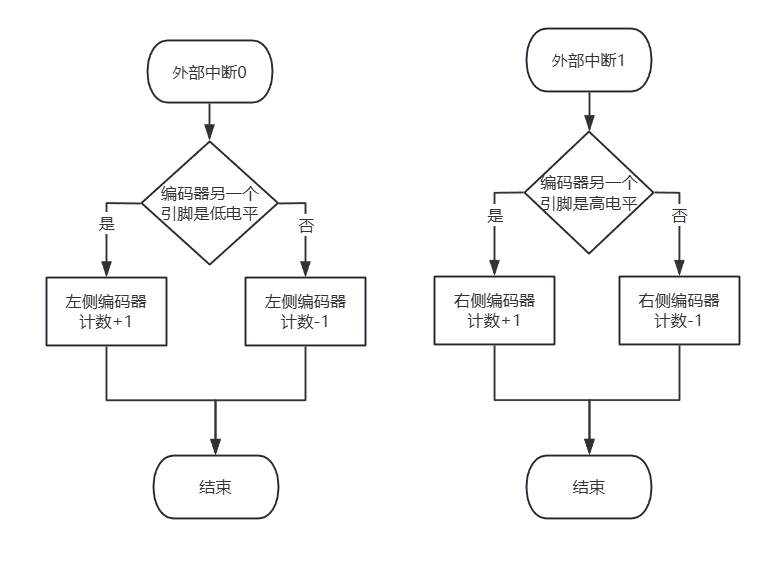 外部中断0
编码器另一个
引脚是低电平
是
否
左侧编码器
计数+1
左侧编码器
计数-1
结束
外部中断1
编码器另一个
引脚是高电平
是
否
右侧编码器
计数+1
右侧编码器
计数-1
结束